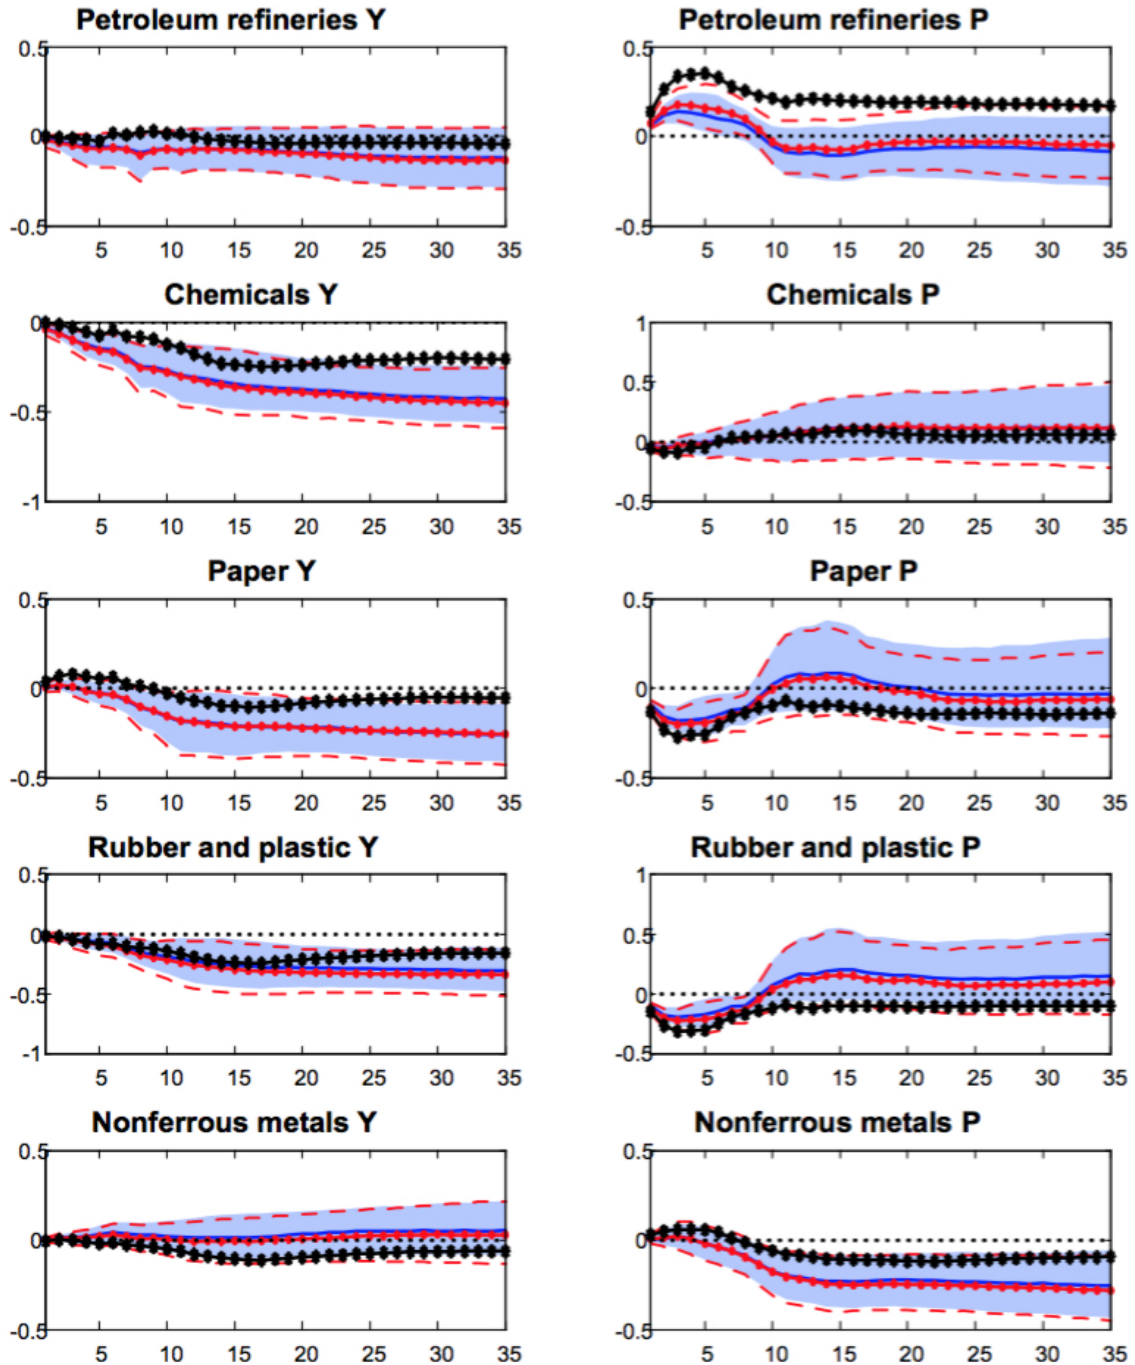 Petroleum refineries Y
Petroleum refineries P
0.5
0
-0.5
5 10 15 20 25 30 35
0.5
0
-0.5
5 10 15 20 25 30 35
Chemicals Y
Chemicals P
0
-0.5
-1
5 10 15 20 25 30 35
1
0.5
0
-0.5
5 10 15 20 25 30 35
Paper Y
Paper P
0.5
0
-0.5
5 10 15 20 25 30 35
0.5
0
-0.5
5 10 15 20 25 30 35
Rubber and plastic Y
Rubber and plastic P
0.5
0
-0.5
-1
5 10 15 20 25 30 35
1
0.5
0
-0.5
5 10 15 20 25 30 35
Nonferrous metals Y
Nonferrous metals P
0.5
0
-0.5
5 10 15 20 25 30 35
0.5
0
-0.5
5 10 15 20 25 30 35